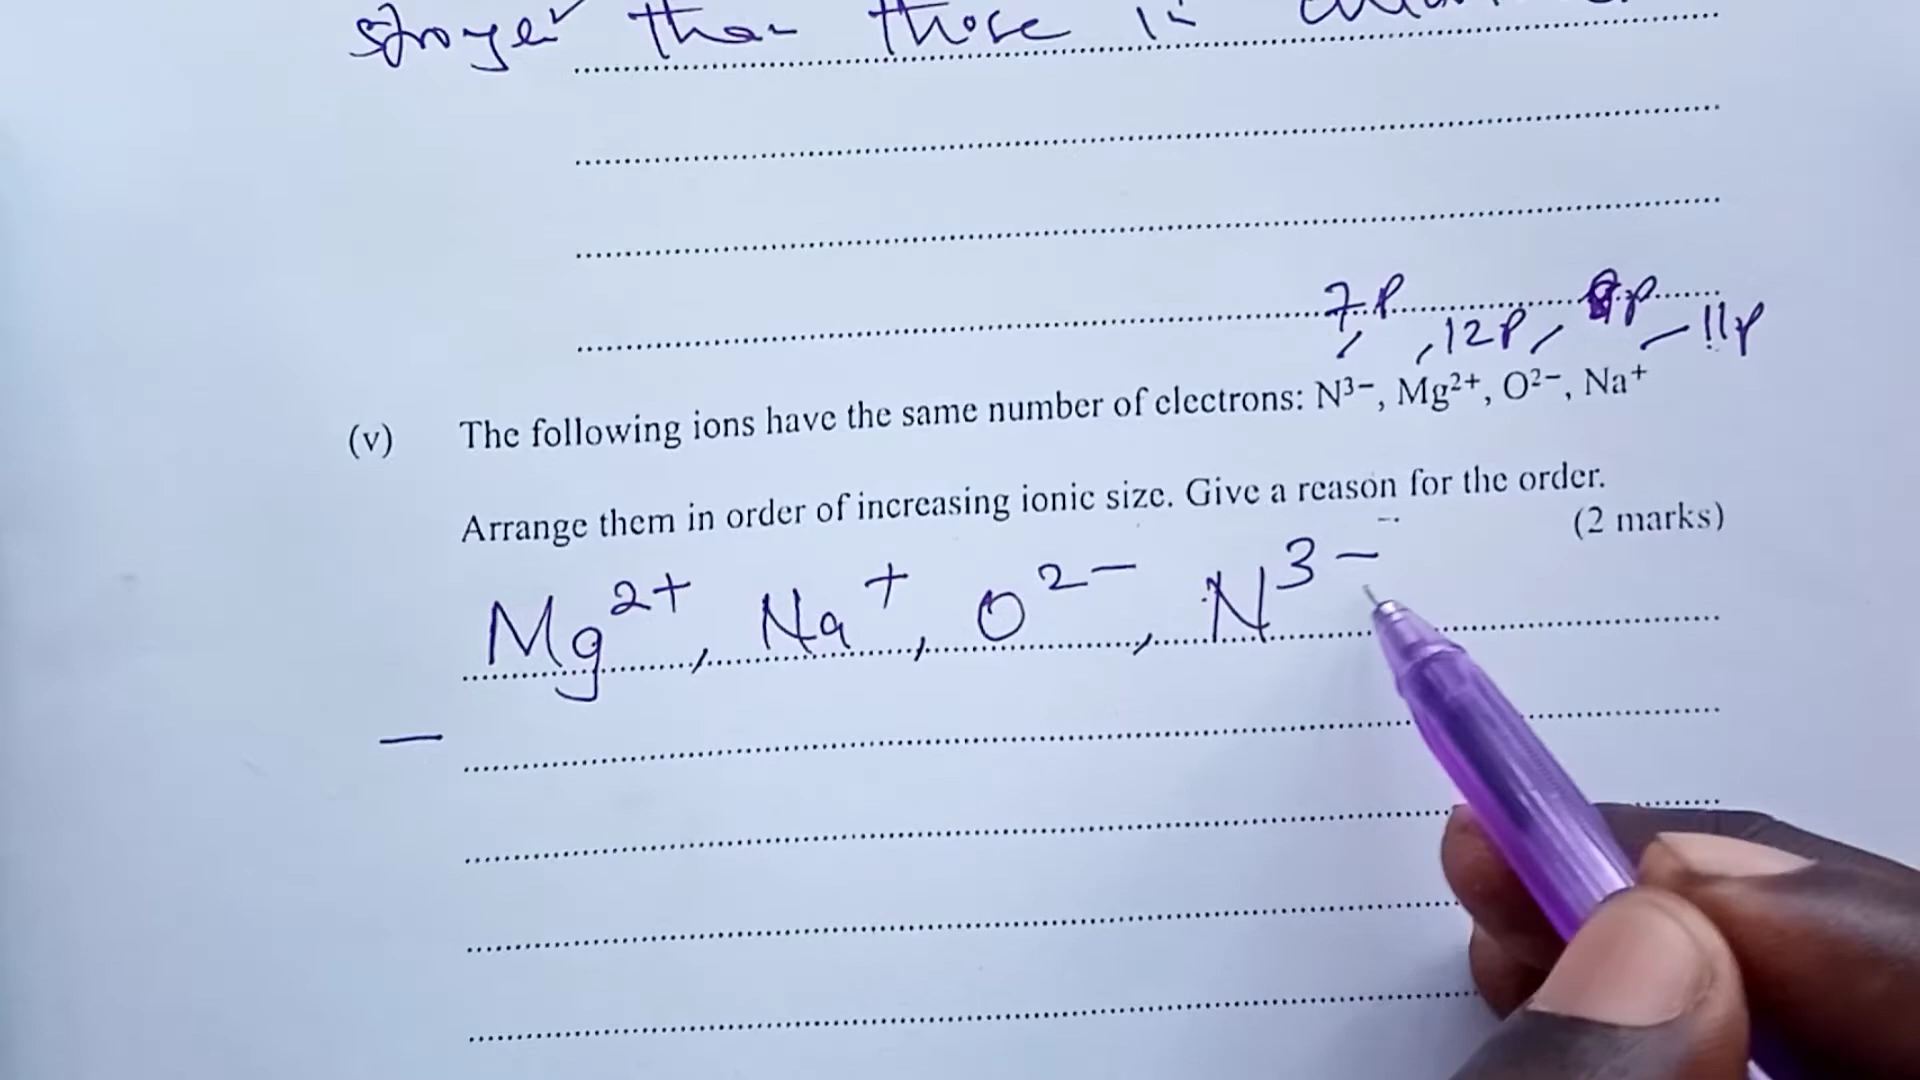 stronger than those in
7p, 12p, 8p, 11p
(v) The following ions have the same number of electrons: N³⁻, Mg²⁺, O²⁻, Na⁺
Arrange them in order of increasing ionic size. Give a reason for the order.
(2 marks)
Mg²⁺, Na⁺, O²⁻, N³⁻